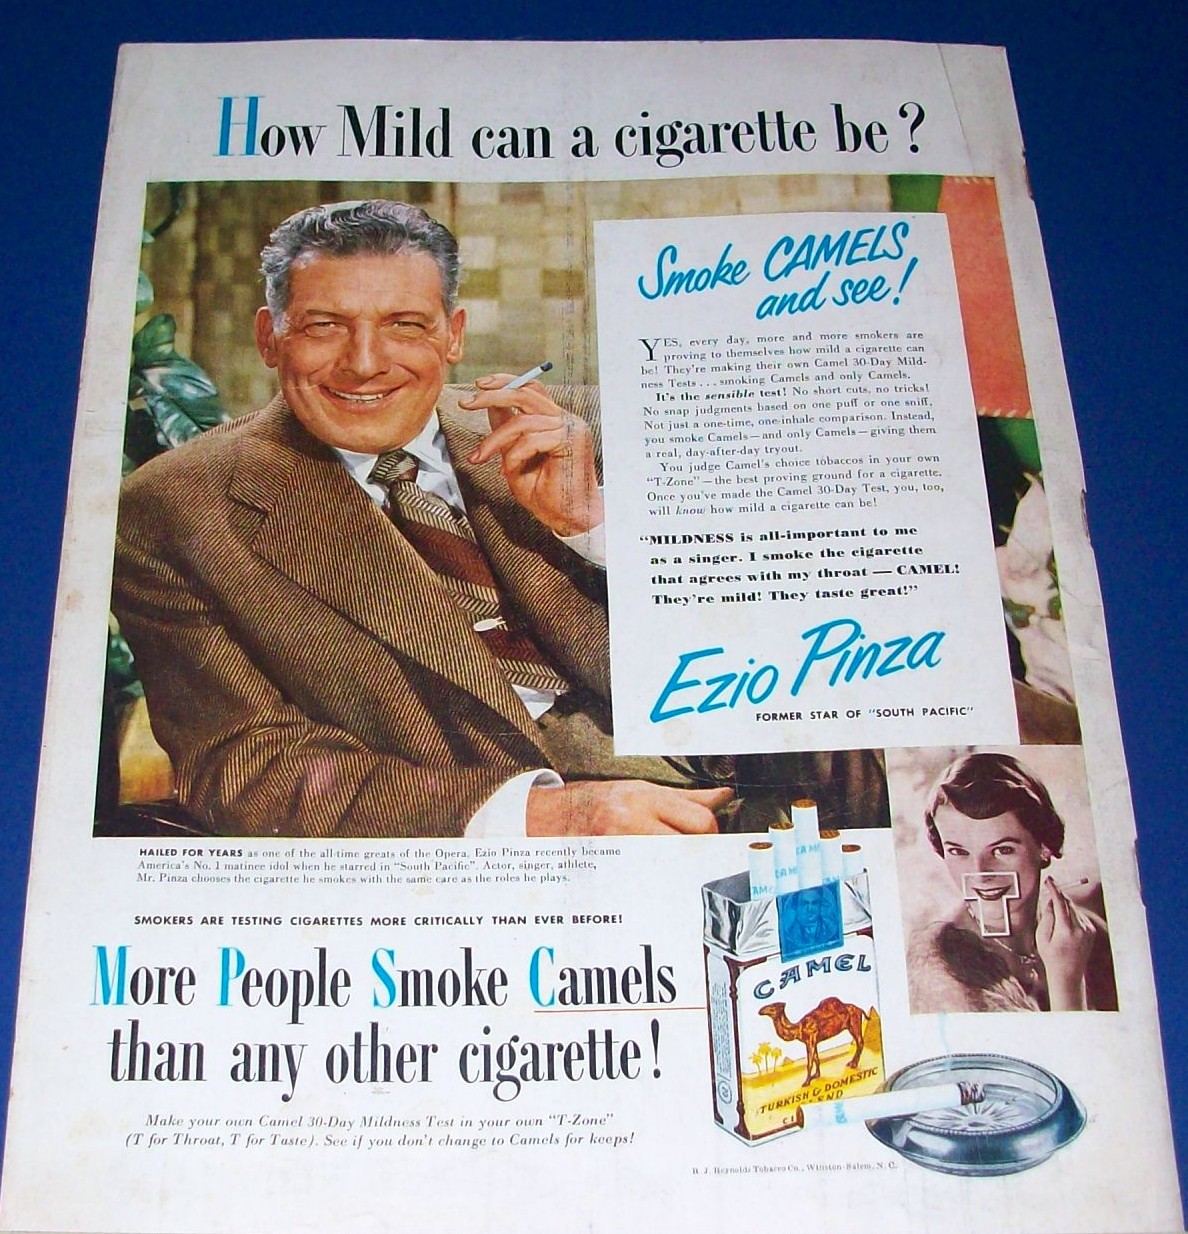 How Mild can a cigarette be?
Smoke CAMELS
and see!
YES, every day, more and more smokers are
proving to themselves how mild a cigarette can
be! They're making their own Camel 30-Day Mild-
ness Tests...smoking Camels and only Camels.
It's the sensible test! No short cuts, no tricks!
No snap judgments based on one puff or one sniff.
Not just a one-time, one-inhale comparison. Instead,
you smoke Camels—and only Camels—giving them
a real, day-after-day tryout.
You judge Camel's choice tobaccos in your own
"T-Zone"—the best proving ground for a cigarette.
Once you've made the Camel 30-Day Test, you, too,
will know how mild a cigarette can be!
"MILDNESS is all-important to me
as a singer. I smoke the cigarette
that agrees with my throat — CAMEL!
They're mild! They taste great!"
Ezio Pinza
FORMER STAR OF "SOUTH PACIFIC"
HAILED FOR YEARS as one of the all-time greats of the Opera, Ezio Pinza recently became
America's No. 1 matinee idol when he starred in "South Pacific". Actor, singer, athlete,
Mr. Pinza chooses the cigarette he smokes with the same care as the roles he plays.
SMOKERS ARE TESTING CIGARETTES MORE CRITICALLY THAN EVER BEFORE!
More People Smoke Camels
than any other cigarette!
Make your own Camel 30-Day Mildness Test in your own "T-Zone"
(T for Throat, T for Taste). See if you don't change to Camels for keeps!
CAMEL
TURKISH & DOMESTIC
R. J. Reynolds Tobacco Co., Winston-Salem, N. C.